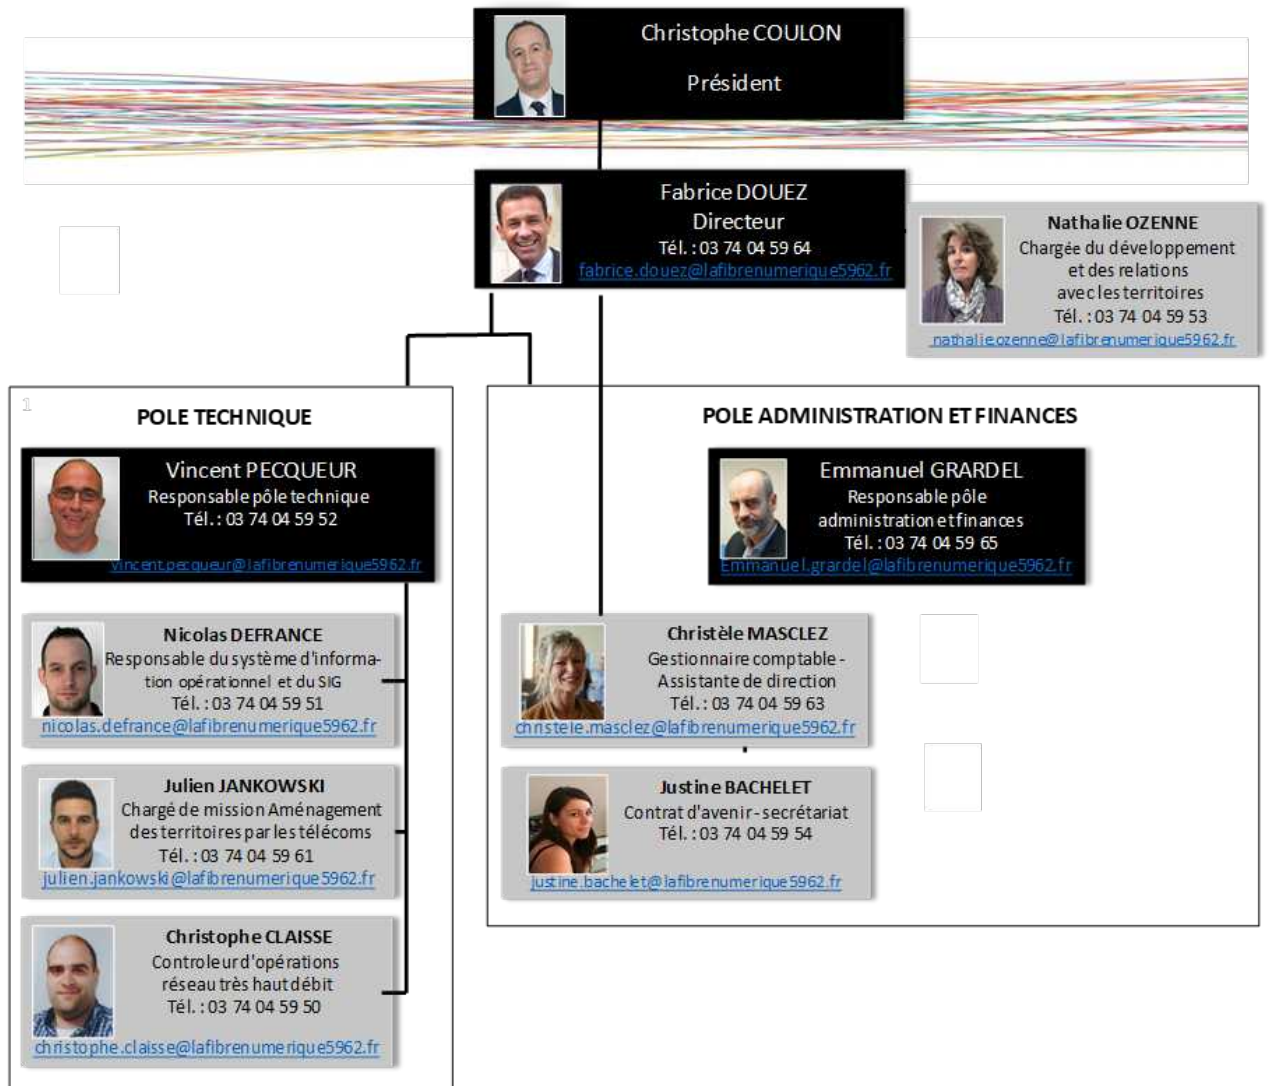 Christophe COULON
Président
Fabrice DOUEZ
Directeur
Tél. : 03 74 04 59 64
fabrice.douez@lafibrenumerique5962.fr
Nathalie OZENNE
Chargée du développement
et des relations
avec les territoires
Tél. : 03 74 04 59 53
nathalie.ozenne@lafibrenumerique5962.fr
1
POLE TECHNIQUE
Vincent PECQUEUR
Responsable pôle technique
Tél. : 03 74 04 59 52
vincent.pecqueur@lafibrenumerique5962.fr
Nicolas DEFRANCE
Responsable du système d'informa-
tion opérationnel et du SIG
Tél. : 03 74 04 59 51
nicolas.defrance@lafibrenumerique5962.fr
Julien JANKOWSKI
Chargé de mission Aménagement
des territoires par les télécoms
Tél. : 03 74 04 59 61
julien.jankowski@lafibrenumerique5962.fr
Christophe CLAISSE
Controleur d'opérations
réseau très haut débit
Tél. : 03 74 04 59 50
christophe.claisse@lafibrenumerique5962.fr
POLE ADMINISTRATION ET FINANCES
Emmanuel GRARDEL
Responsable pôle
administration et finances
Tél. : 03 74 04 59 65
Emmanuel.grardel@lafibrenumerique5962.fr
Christèle MASCLEZ
Gestionnaire comptable -
Assistante de direction
Tél. : 03 74 04 59 63
christele.masclez@lafibrenumerique5962.fr
Justine BACHELET
Contrat d'avenir - secrétariat
Tél. : 03 74 04 59 54
justine.bachelet@lafibrenumerique5962.fr